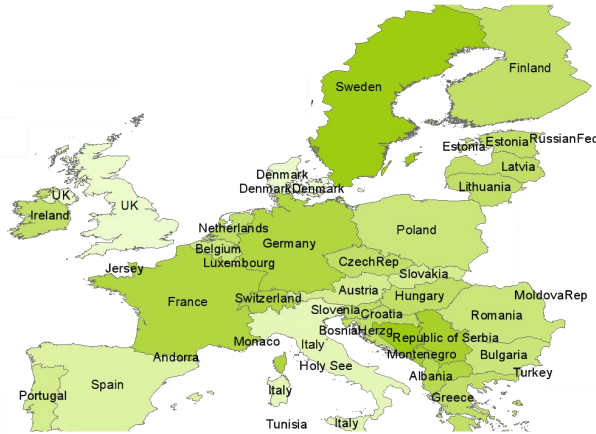 Sweden
Finland
Estonia
Estonia
RussianFed
Latvia
Lithuania
Denmark
DenmarkDenmark
UK
UK
Ireland
Netherlands
Belgium
Luxembourg
Germany
Poland
CzechRep
Slovakia
Jersey
France
Switzerland
Austria
Hungary
Slovenia
Croatia
MoldovaRep
Romania
BosniaHerzg
Republic of Serbia
Monaco
Italy
Andorra
Holy See
Montenegro
Bulgaria
Spain
Portugal
Italy
Albania
Turkey
Greece
Tunisia
Italy